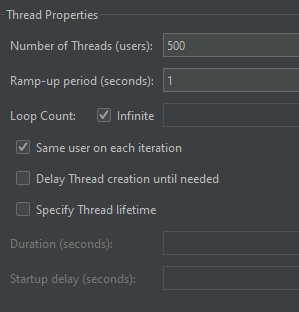 Thread Properties
Number of Threads (users): 500
Ramp-up period (seconds): 1
Loop Count: Infinite
Same user on each iteration
Delay Thread creation until needed
Specify Thread lifetime
Duration (seconds):
Startup delay (seconds):